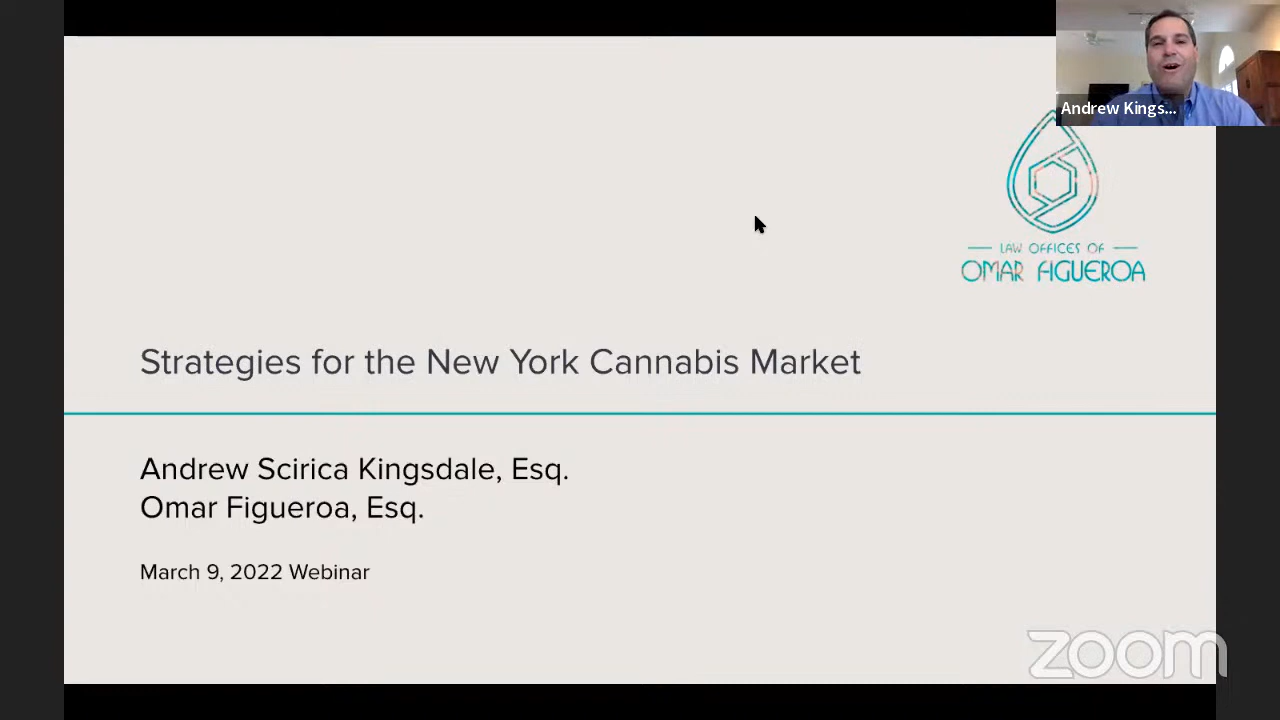 Andrew Kings...
LAW OFFICES OF
OMAR FIGUEROA
Strategies for the New York Cannabis Market
Andrew Scirica Kingsdale, Esq.
Omar Figueroa, Esq.
March 9, 2022 Webinar
zoom